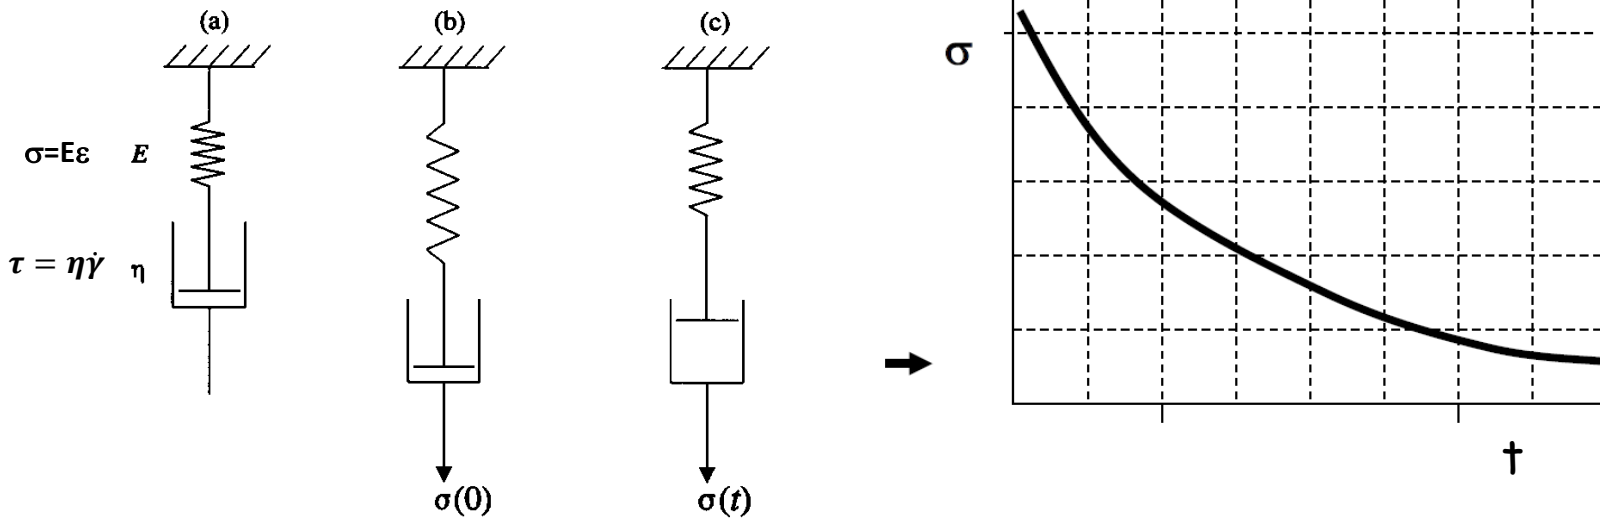 (a)
(b)
(c)
σ=Eε
E
τ = ηγ̇
η
σ(0)
σ(t)
σ
t